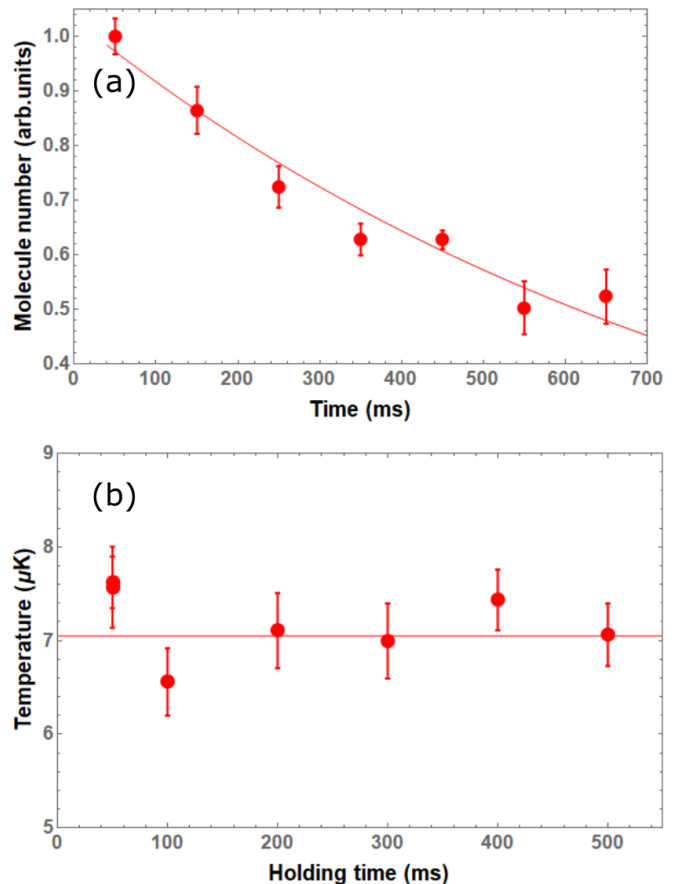 (a)
Molecule number (arb.units)
1.0
0.9
0.8
0.7
0.6
0.5
0.4
0 100 200 300 400 500 600 700
Time (ms)
(b)
Temperature (μK)
9
8
7
6
5
0 100 200 300 400 500
Holding time (ms)